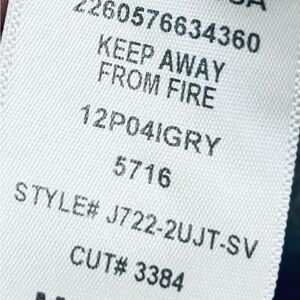 2260576634360
KEEP AWAY
FROM FIRE
12P04IGRY
5716
STYLE# J722-2UJT-SV
CUT# 3384